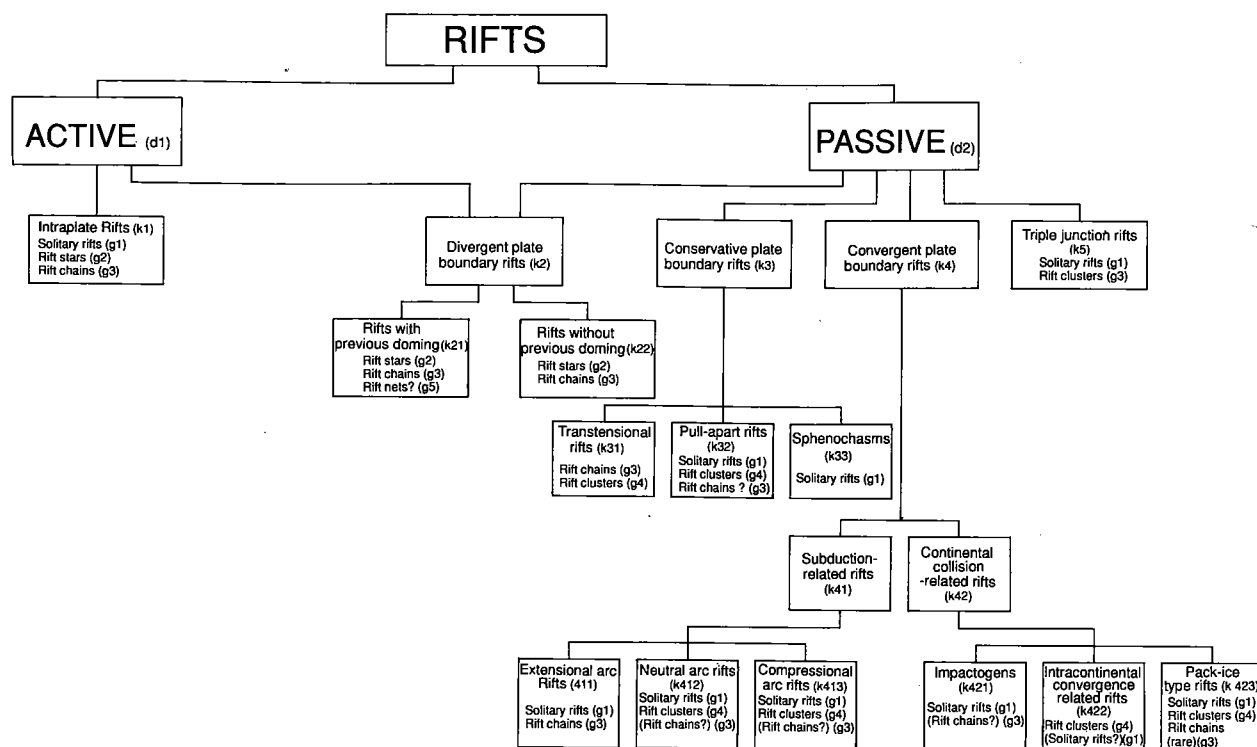 RIFTS
ACTIVE (d1)
PASSIVE (d2)
Intraplate Rifts (k1)
Solitary rifts (g1)
Rift stars (g2)
Rift chains (g3)
Divergent plate
boundary rifts (k2)
Conservative plate
boundary rifts (k3)
Convergent plate
boundary rifts (k4)
Triple junction rifts
(k5)
Solitary rifts (g1)
Rift clusters (g3)
Rifts with
previous doming(k21)
Rift stars (g2)
Rift chains (g3)
Rift nets? (g5)
Rifts without
previous doming(k22)
Rift stars (g2)
Rift chains (g3)
Transtensional
rifts (k31)
Rift chains (g3)
Rift clusters (g4)
Pull-apart rifts
(k32)
Solitary rifts (g1)
Rift clusters (g4)
Rift chains ? (g3)
Sphenochasms
(k33)
Solitary rifts (g1)
Subduction-
related rifts
(k41)
Continental
collision
-related rifts
(k42)
Extensional arc
Rifts (411)
Solitary rifts (g1)
Rift chains (g3)
Neutral arc rifts
(k412)
Solitary rifts (g1)
Rift clusters (g4)
(Rift chains?) (g3)
Compressional
arc rifts (k413)
Solitary rifts (g1)
Rift clusters (g4)
(Rift chains?) (g3)
Impactogens
(k421)
Solitary rifts (g1)
(Rift chains?) (g3)
Intracontinental
convergence
related rifts
(k422)
Rift clusters (g4)
(Solitary rifts?)(g1)
Pack-ice
type rifts (k 423)
Solitary rifts (g1)
Rift clusters (g4)
Rift chains
(rare)(g3)